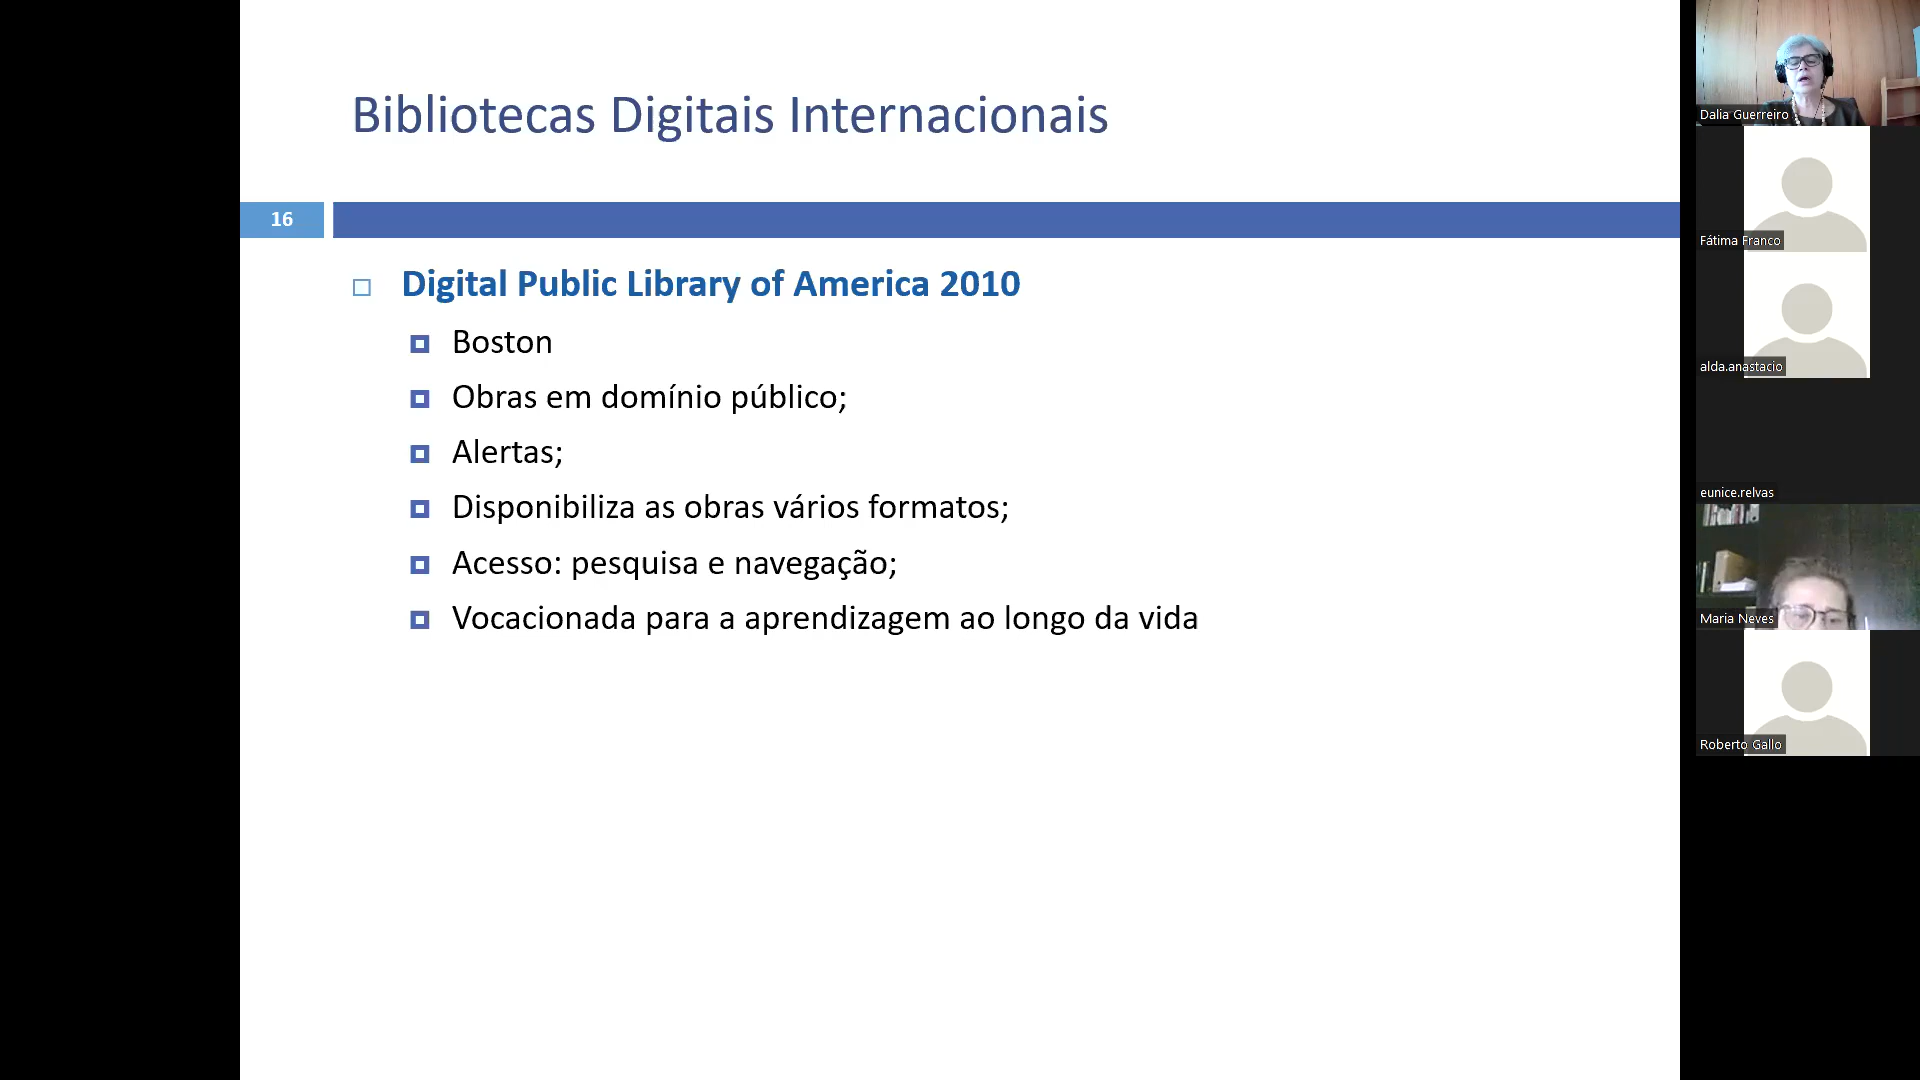 Bibliotecas Digitais Internacionais
16
Digital Public Library of America 2010
Boston
Obras em domínio público;
Alertas;
Disponibiliza as obras vários formatos;
Acesso: pesquisa e navegação;
Vocacionada para a aprendizagem ao longo da vida
Dalia Guerreiro
Fátima Franco
alda.anastacio
eunice.relvas
Maria Neves
Roberto Gallo